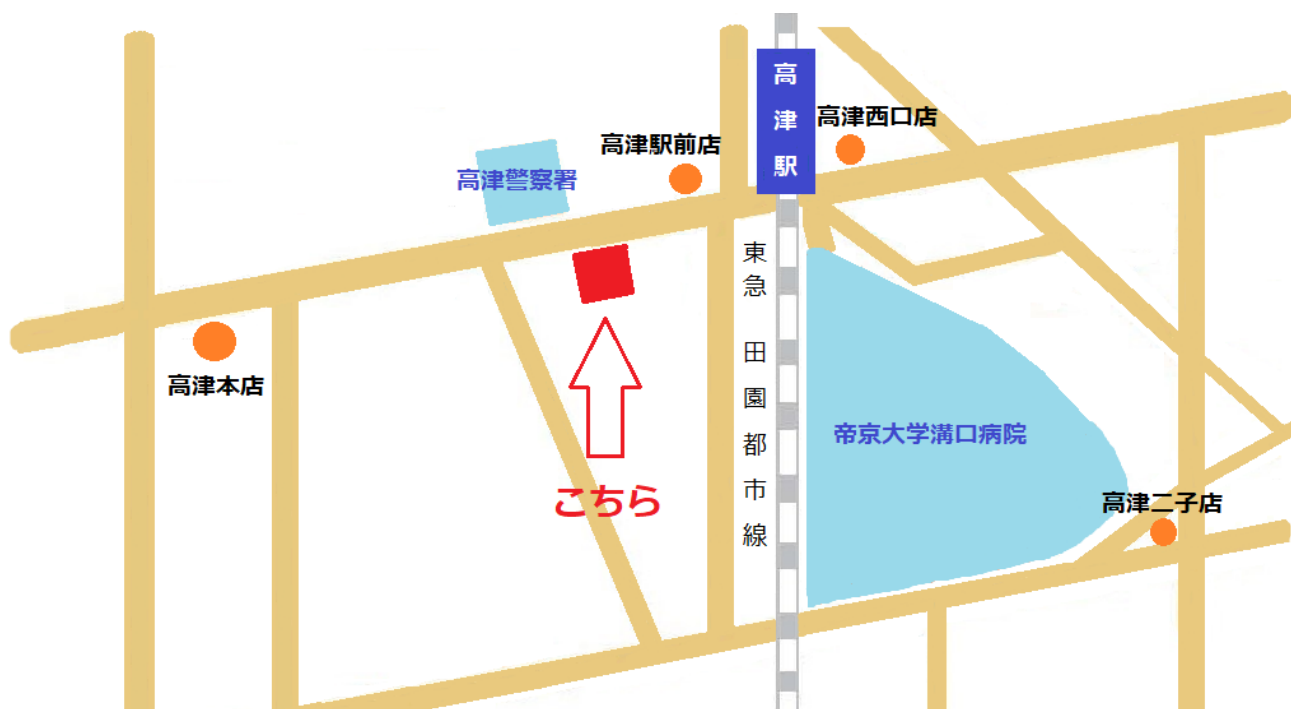 高津駅
高津西口店
高津駅前店
高津警察署
東急 田園都市線
高津本店
帝京大学溝口病院
こちら
高津二子店